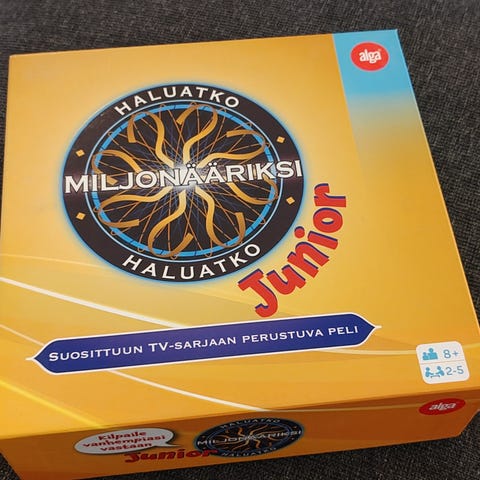 alga
HALUATKO
MILJONÄÄRIKSI
HALUATKO
Junior
SUOSITTUUN TV-SARJAAN PERUSTUVA PELI
8+
2-5
alga
Kilpaile
vanhempiasi
vastaan
Junior
HALUATKO
MILJONÄÄRIKSI
HALUATKO